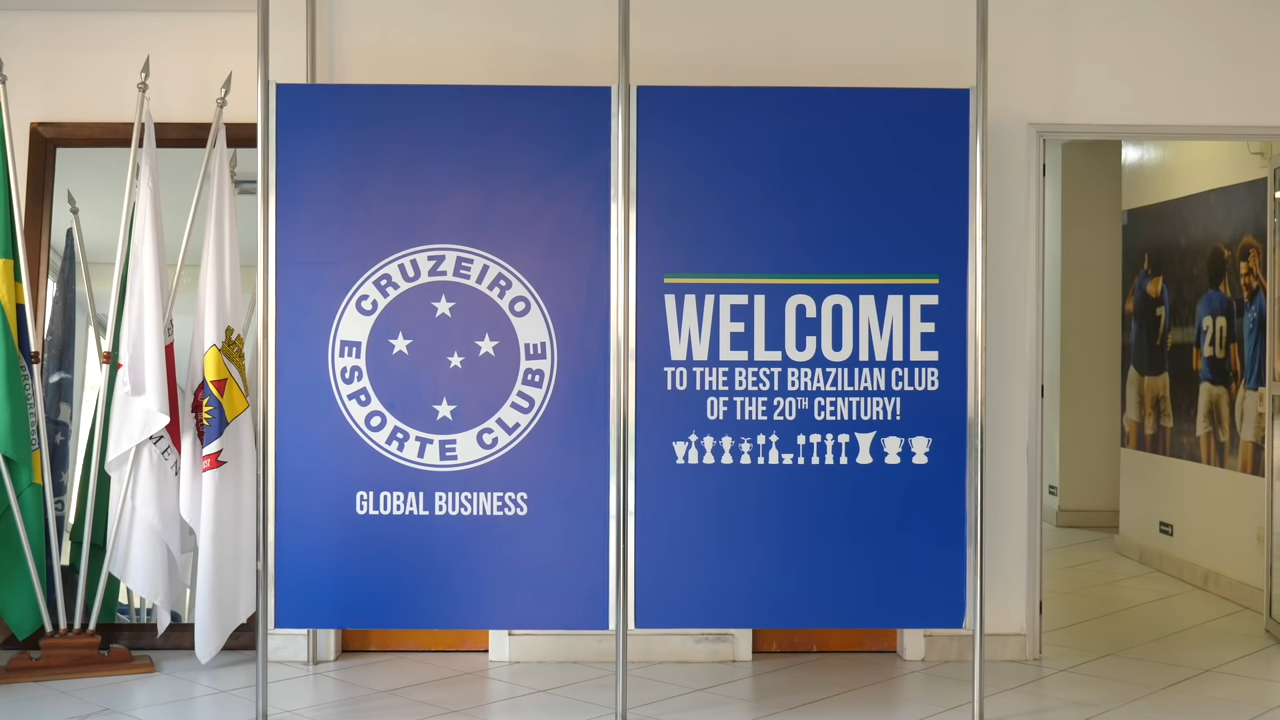 CRUZEIRO
ESPORTE CLUBE
GLOBAL BUSINESS
WELCOME
TO THE BEST BRAZILIAN CLUB
OF THE 20TH CENTURY!
7
20